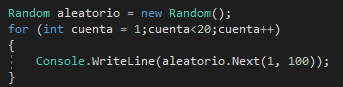 Random aleatorio = new Random();
for (int cuenta = 1;cuenta<20;cuenta++)
{
    Console.WriteLine(aleatorio.Next(1, 100));
}